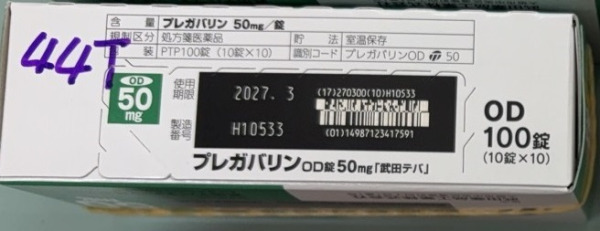 含 量 プレガバリン 50mg/錠
規制区分 処方箋医薬品 貯 法 室温保存
包 装 PTP100錠 (10錠×10) 識別コード プレガバリンOD 50
44T
OD
50
mg
使用
期限
2027. 3
(17)270300(10)H10533
製造
番号
H10533
(01)14987123417591
OD
100錠
(10錠×10)
プレガバリンOD錠50mg「武田テバ」